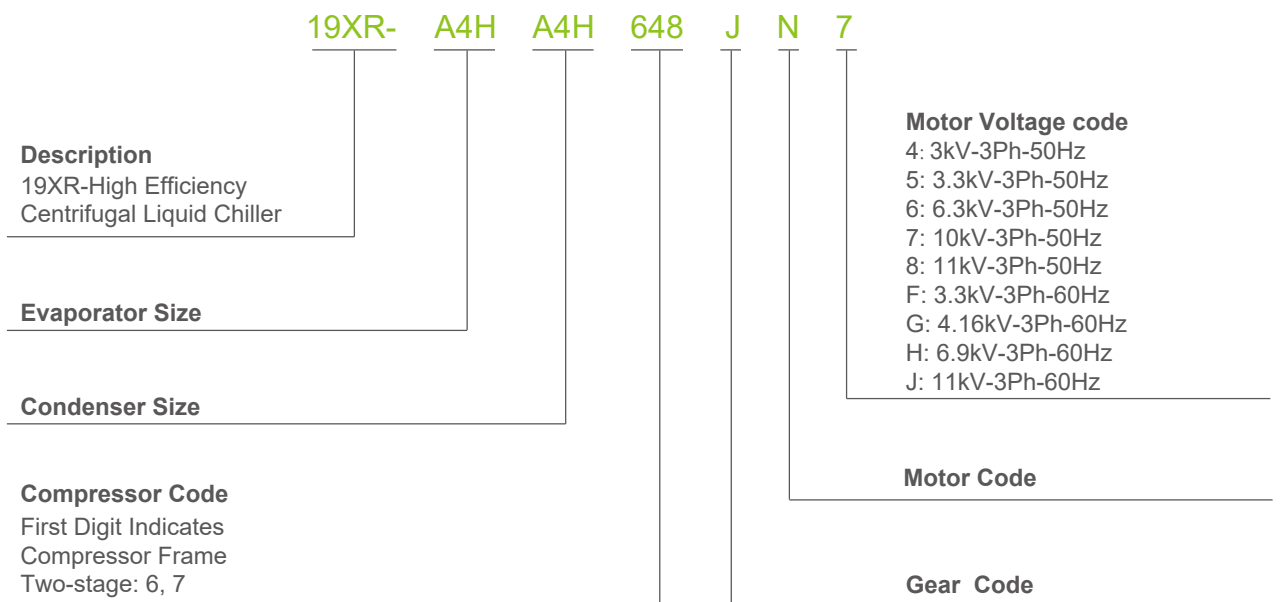 19XR- A4H A4H 648 J N 7
Description
19XR-High Efficiency
Centrifugal Liquid Chiller
Evaporator Size
Condenser Size
Compressor Code
First Digit Indicates
Compressor Frame
Two-stage: 6, 7
Motor Voltage code
4: 3kV-3Ph-50Hz
5: 3.3kV-3Ph-50Hz
6: 6.3kV-3Ph-50Hz
7: 10kV-3Ph-50Hz
8: 11kV-3Ph-50Hz
F: 3.3kV-3Ph-60Hz
G: 4.16kV-3Ph-60Hz
H: 6.9kV-3Ph-60Hz
J: 11kV-3Ph-60Hz
Motor Code
Gear Code